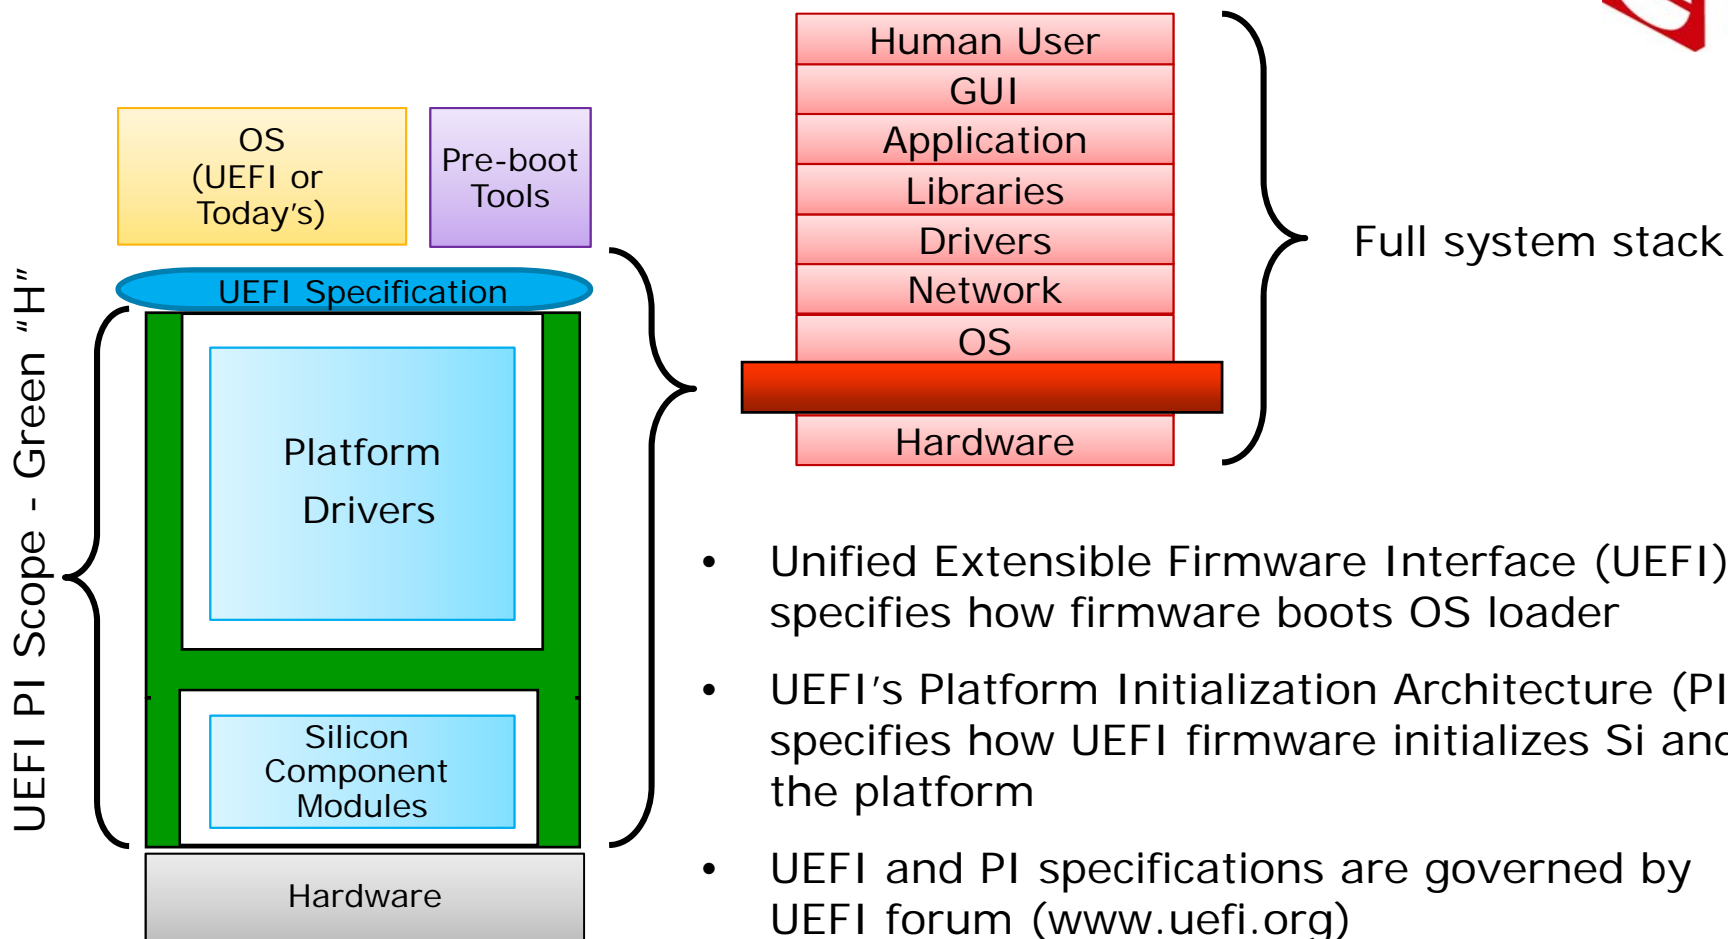 Human User
GUI
Application
Libraries
Drivers
Network
OS
Hardware
Full system stack
OS
(UEFI or
Today's)
Pre-boot
Tools
UEFI Specification
UEFI PI Scope - Green "H"
Platform
Drivers
Silicon
Component
Modules
Hardware
• Unified Extensible Firmware Interface (UEFI)
specifies how firmware boots OS loader
• UEFI's Platform Initialization Architecture (PI
specifies how UEFI firmware initializes Si and
the platform
• UEFI and PI specifications are governed by
UEFI forum (www.uefi.org)